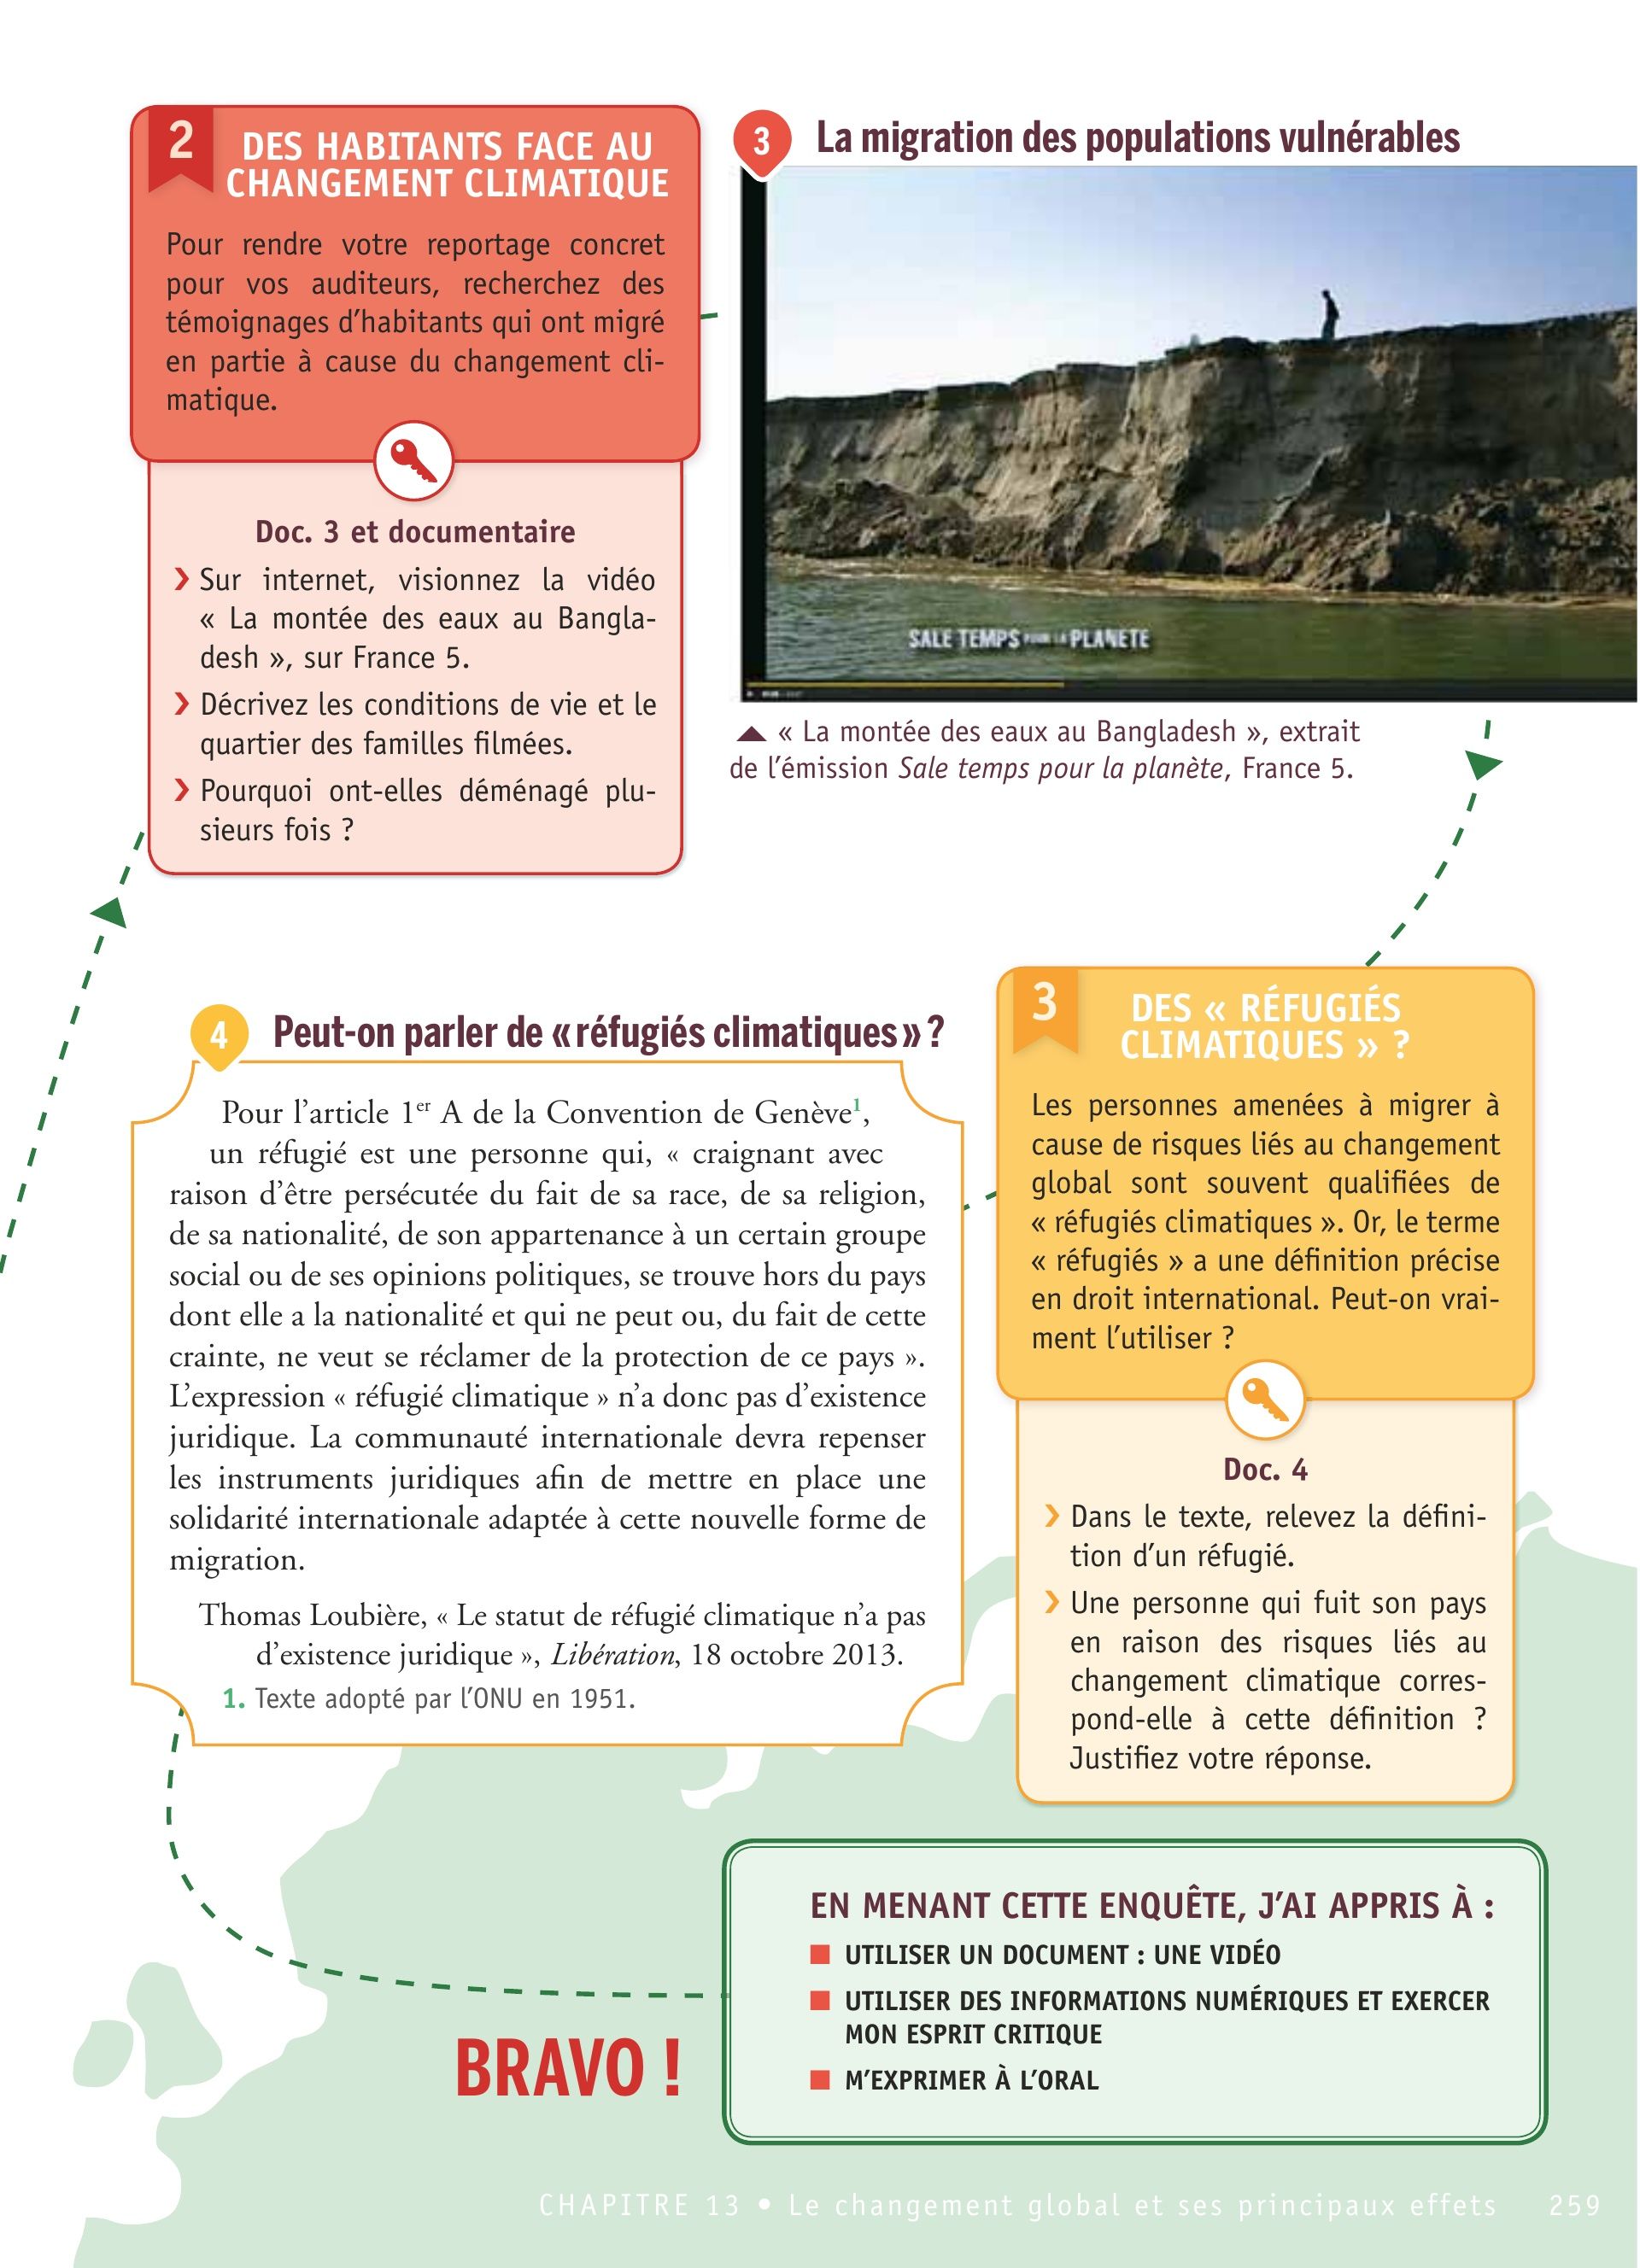 2
DES HABITANTS FACE AU
CHANGEMENT CLIMATIQUE
Pour rendre votre reportage concret
pour vos auditeurs, recherchez des
témoignages d'habitants qui ont migré
en partie à cause du changement cli-
matique.
Doc. 3 et documentaire
❯ Sur internet, visionnez la vidéo
« La montée des eaux au Bangla-
desh », sur France 5.
❯ Décrivez les conditions de vie et le
quartier des familles filmées.
❯ Pourquoi ont-elles déménagé plu-
sieurs fois ?
3 La migration des populations vulnérables
SALE TEMPS POUR LA PLANETE
▲ « La montée des eaux au Bangladesh », extrait
de l'émission Sale temps pour la planète, France 5.
3
DES « RÉFUGIÉS
CLIMATIQUES » ?
Les personnes amenées à migrer à
cause de risques liés au changement
global sont souvent qualifiées de
« réfugiés climatiques ». Or, le terme
« réfugiés » a une définition précise
en droit international. Peut-on vrai-
ment l'utiliser ?
Doc. 4
❯ Dans le texte, relevez la défini-
tion d'un réfugié.
❯ Une personne qui fuit son pays
en raison des risques liés au
changement climatique corres-
pond-elle à cette définition ?
Justifiez votre réponse.
4 Peut-on parler de « réfugiés climatiques » ?
Pour l'article 1er A de la Convention de Genève1,
un réfugié est une personne qui, « craignant avec
raison d'être persécutée du fait de sa race, de sa religion,
de sa nationalité, de son appartenance à un certain groupe
social ou de ses opinions politiques, se trouve hors du pays
dont elle a la nationalité et qui ne peut ou, du fait de cette
crainte, ne veut se réclamer de la protection de ce pays ».
L'expression « réfugié climatique » n'a donc pas d'existence
juridique. La communauté internationale devra repenser
les instruments juridiques afin de mettre en place une
solidarité internationale adaptée à cette nouvelle forme de
migration.
Thomas Loubière, « Le statut de réfugié climatique n'a pas
d'existence juridique », Libération, 18 octobre 2013.
1. Texte adopté par l'ONU en 1951.
BRAVO !
EN MENANT CETTE ENQUÊTE, J'AI APPRIS À :
■ UTILISER UN DOCUMENT : UNE VIDÉO
■ UTILISER DES INFORMATIONS NUMÉRIQUES ET EXERCER
MON ESPRIT CRITIQUE
■ M'EXPRIMER À L'ORAL
CHAPITRE 13 • Le changement global et ses principaux effets 259